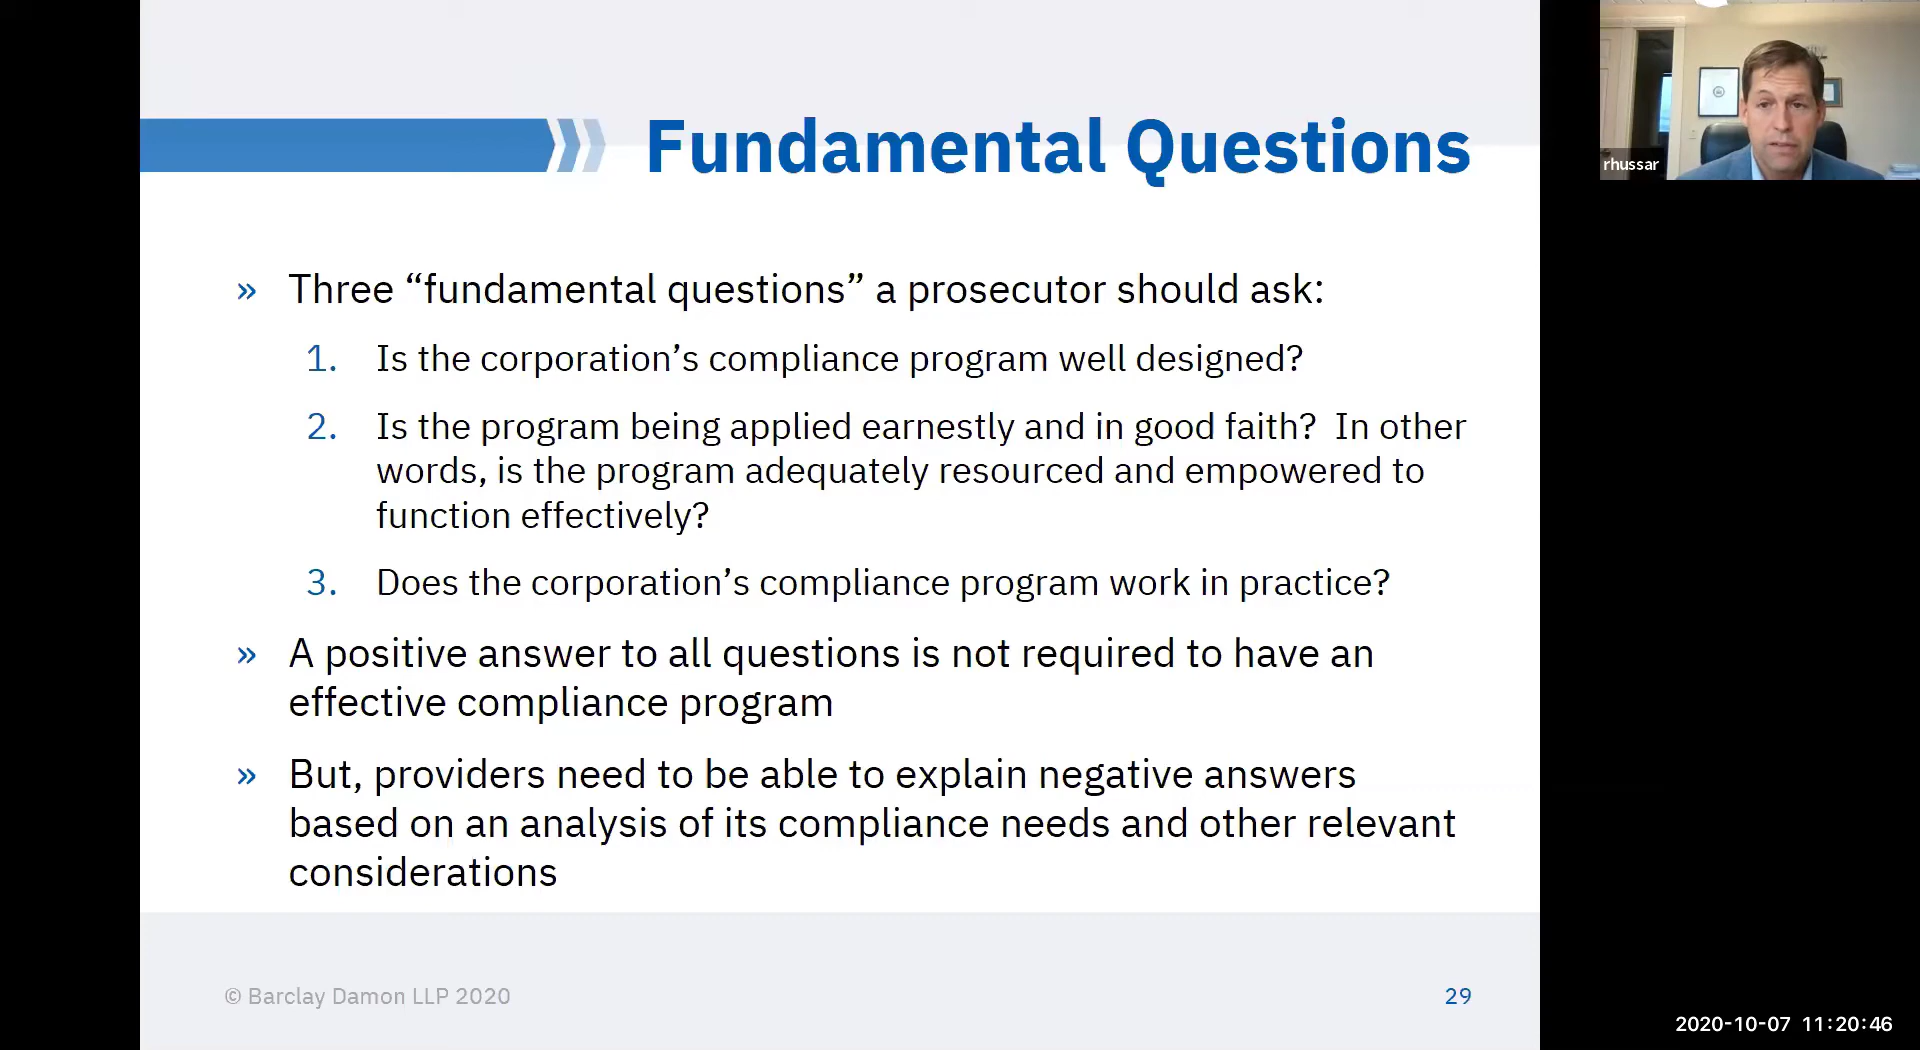 Fundamental Questions
» Three “fundamental questions” a prosecutor should ask:
1. Is the corporation’s compliance program well designed?
2. Is the program being applied earnestly and in good faith?  In other
words, is the program adequately resourced and empowered to
function effectively?
3. Does the corporation’s compliance program work in practice?
» A positive answer to all questions is not required to have an
effective compliance program
» But, providers need to be able to explain negative answers
based on an analysis of its compliance needs and other relevant
considerations
© Barclay Damon LLP 2020
29
rhussar
2020-10-07 11:20:46